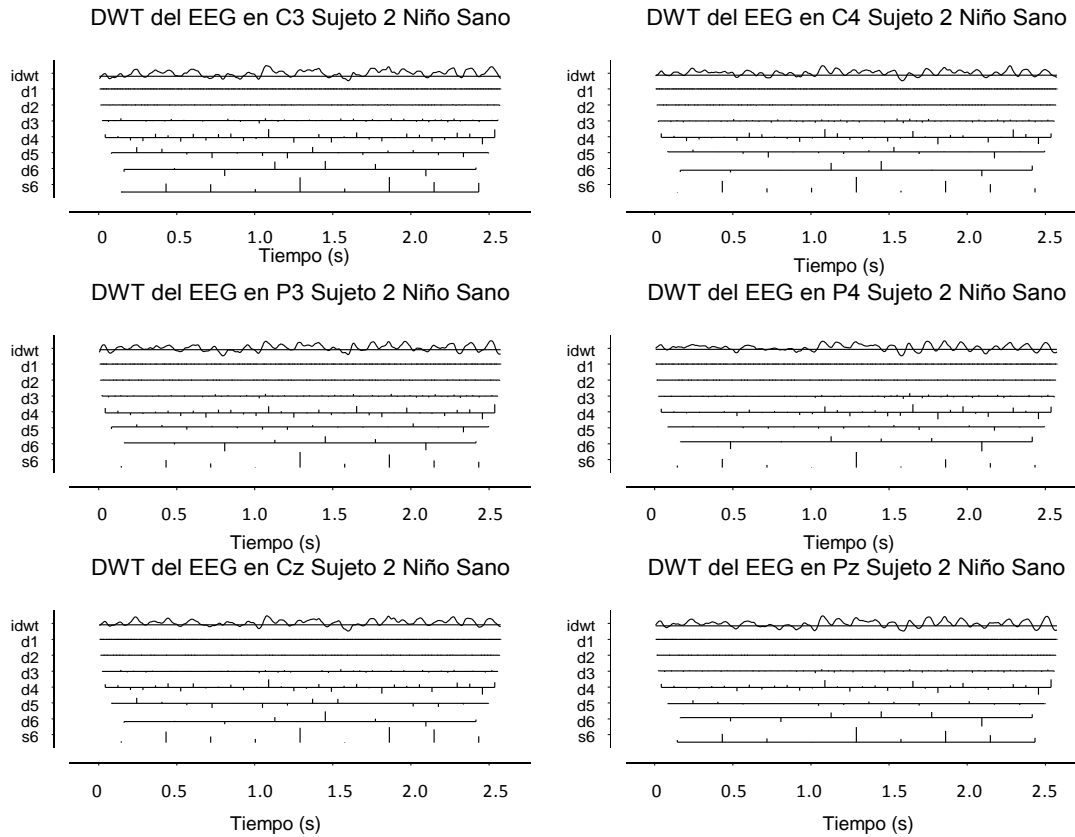 DWT del EEG en C3 Sujeto 2 Niño Sano
idwt
d1
d2
d3
d4
d5
d6
s6
0 0.5 1.0 1.5 2.0 2.5
Tiempo (s)
DWT del EEG en C4 Sujeto 2 Niño Sano
idwt
d1
d2
d3
d4
d5
d6
s6
0 0.5 1.0 1.5 2.0 2.5
Tiempo (s)
DWT del EEG en P3 Sujeto 2 Niño Sano
idwt
d1
d2
d3
d4
d5
d6
s6
0 0.5 1.0 1.5 2.0 2.5
Tiempo (s)
DWT del EEG en P4 Sujeto 2 Niño Sano
idwt
d1
d2
d3
d4
d5
d6
s6
0 0.5 1.0 1.5 2.0 2.5
Tiempo (s)
DWT del EEG en Cz Sujeto 2 Niño Sano
idwt
d1
d2
d3
d4
d5
d6
s6
0 0.5 1.0 1.5 2.0 2.5
Tiempo (s)
DWT del EEG en Pz Sujeto 2 Niño Sano
idwt
d1
d2
d3
d4
d5
d6
s6
0 0.5 1.0 1.5 2.0 2.5
Tiempo (s)